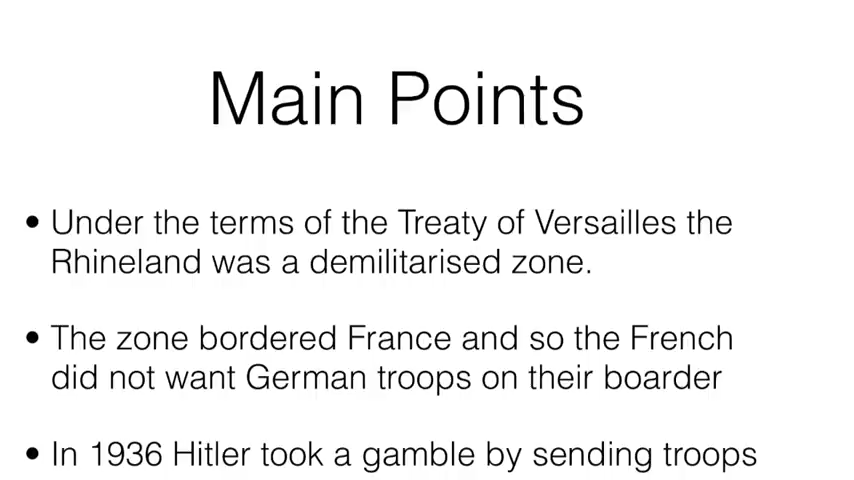 Main Points
• Under the terms of the Treaty of Versailles the
Rhineland was a demilitarised zone.
• The zone bordered France and so the French
did not want German troops on their boarder
• In 1936 Hitler took a gamble by sending troops